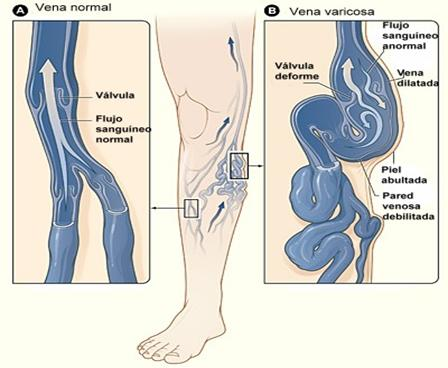 A Vena normal
Válvula
Flujo
sanguíneo
normal
B Vena varicosa
Flujo
sanguíneo
anormal
Válvula
deforme
Vena
dilatada
Piel
abultada
Pared
venosa
debilitada